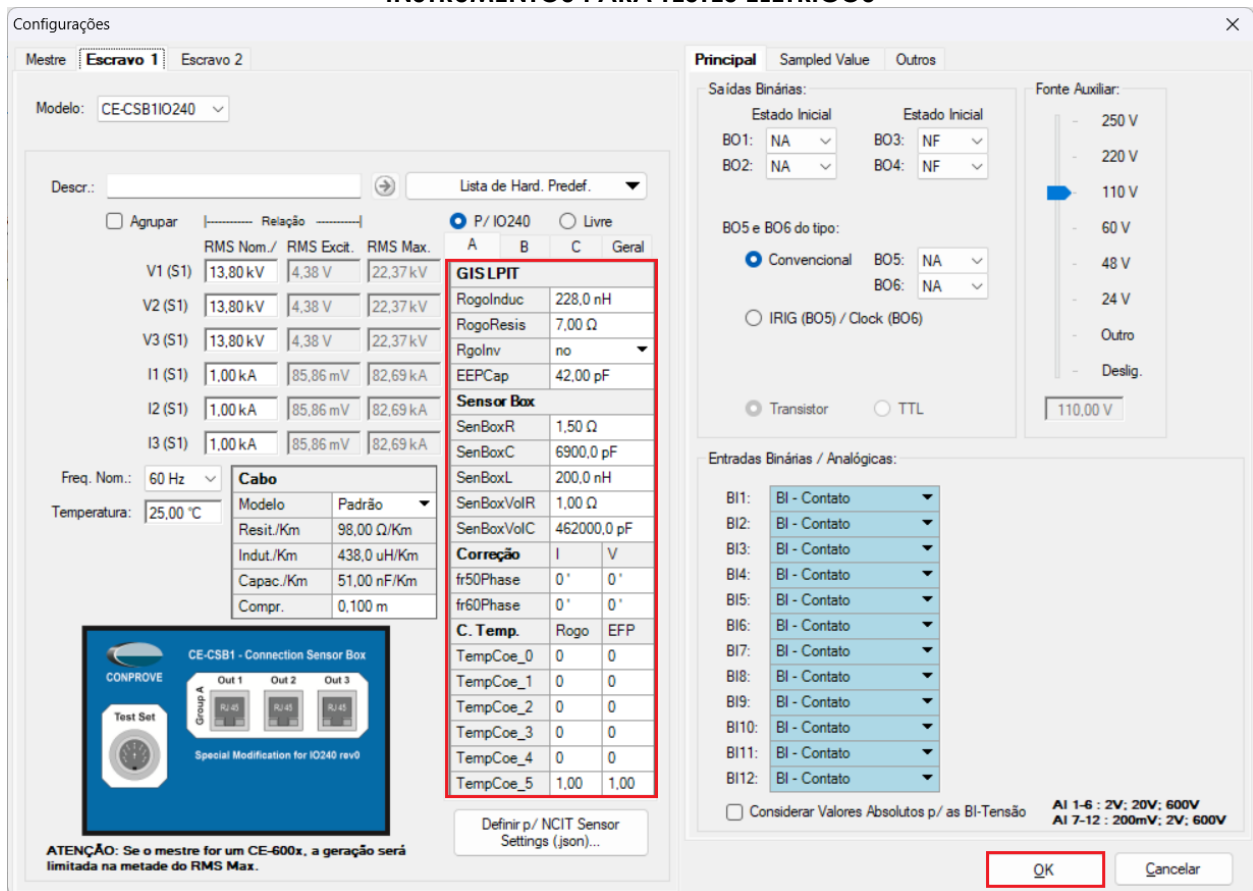 INSTRUMENTOS PARA TESTES ELÉTRICOS
Configurações
Mestre Escravo 1 Escravo 2
Modelo: CE-CSB1IO240
Descr.:
Lista de Hard. Predef.
Agrupar |----------- Relação -----------|
P/ IO240 Livre
RMS Nom./ RMS Excit. RMS Max.
A B C Geral
V1 (S1) 13,80 kV 4,38 V 22,37 kV
V2 (S1) 13,80 kV 4,38 V 22,37 kV
V3 (S1) 13,80 kV 4,38 V 22,37 kV
I1 (S1) 1,00 kA 85,86 mV 82,69 kA
I2 (S1) 1,00 kA 85,86 mV 82,69 kA
I3 (S1) 1,00 kA 85,86 mV 82,69 kA
Freq. Nom.: 60 Hz
Temperatura: 25,00 °C
Cabo
Modelo Padrão
Resit./Km 98,00 Ω/Km
Indut./Km 438,0 uH/Km
Capac./Km 51,00 nF/Km
Compr. 0,100 m
GIS LPIT
RogoInduc 228,0 nH
RogoResis 7,00 Ω
RgoInv no
EEPCap 42,00 pF
Sensor Box
SenBoxR 1,50 Ω
SenBoxC 6900,0 pF
SenBoxL 200,0 nH
SenBoxVolR 1,00 Ω
SenBoxVolC 462000,0 pF
Correção I V
fr50Phase 0 ' 0 '
fr60Phase 0 ' 0 '
C. Temp. Rogo EFP
TempCoe_0 0 0
TempCoe_1 0 0
TempCoe_2 0 0
TempCoe_3 0 0
TempCoe_4 0 0
TempCoe_5 1,00 1,00
Definir p/ NCIT Sensor
Settings (.json)...
CONPROVE
CE-CSB1 - Connection Sensor Box
Out 1 Out 2 Out 3
Group A
RJ45 RJ45 RJ45
Test Set
Special Modification for IO240 rev0
ATENÇÃO: Se o mestre for um CE-600x, a geração será
limitada na metade do RMS Max.
Principal Sampled Value Outros
Saídas Binárias:
Estado Inicial Estado Inicial
BO1: NA BO3: NF
BO2: NA BO4: NF
BO5 e BO6 do tipo:
Convencional BO5: NA
BO6: NA
IRIG (BO5) / Clock (BO6)
Transistor TTL
Fonte Auxiliar:
250 V
220 V
110 V
60 V
48 V
24 V
Outro
Deslig.
110,00 V
Entradas Binárias / Analógicas:
BI1: BI - Contato
BI2: BI - Contato
BI3: BI - Contato
BI4: BI - Contato
BI5: BI - Contato
BI6: BI - Contato
BI7: BI - Contato
BI8: BI - Contato
BI9: BI - Contato
BI10: BI - Contato
BI11: BI - Contato
BI12: BI - Contato
Considerar Valores Absolutos p/ as BI-Tensão
AI 1-6 : 2V; 20V; 600V
AI 7-12 : 200mV; 2V; 600V
OK Cancelar